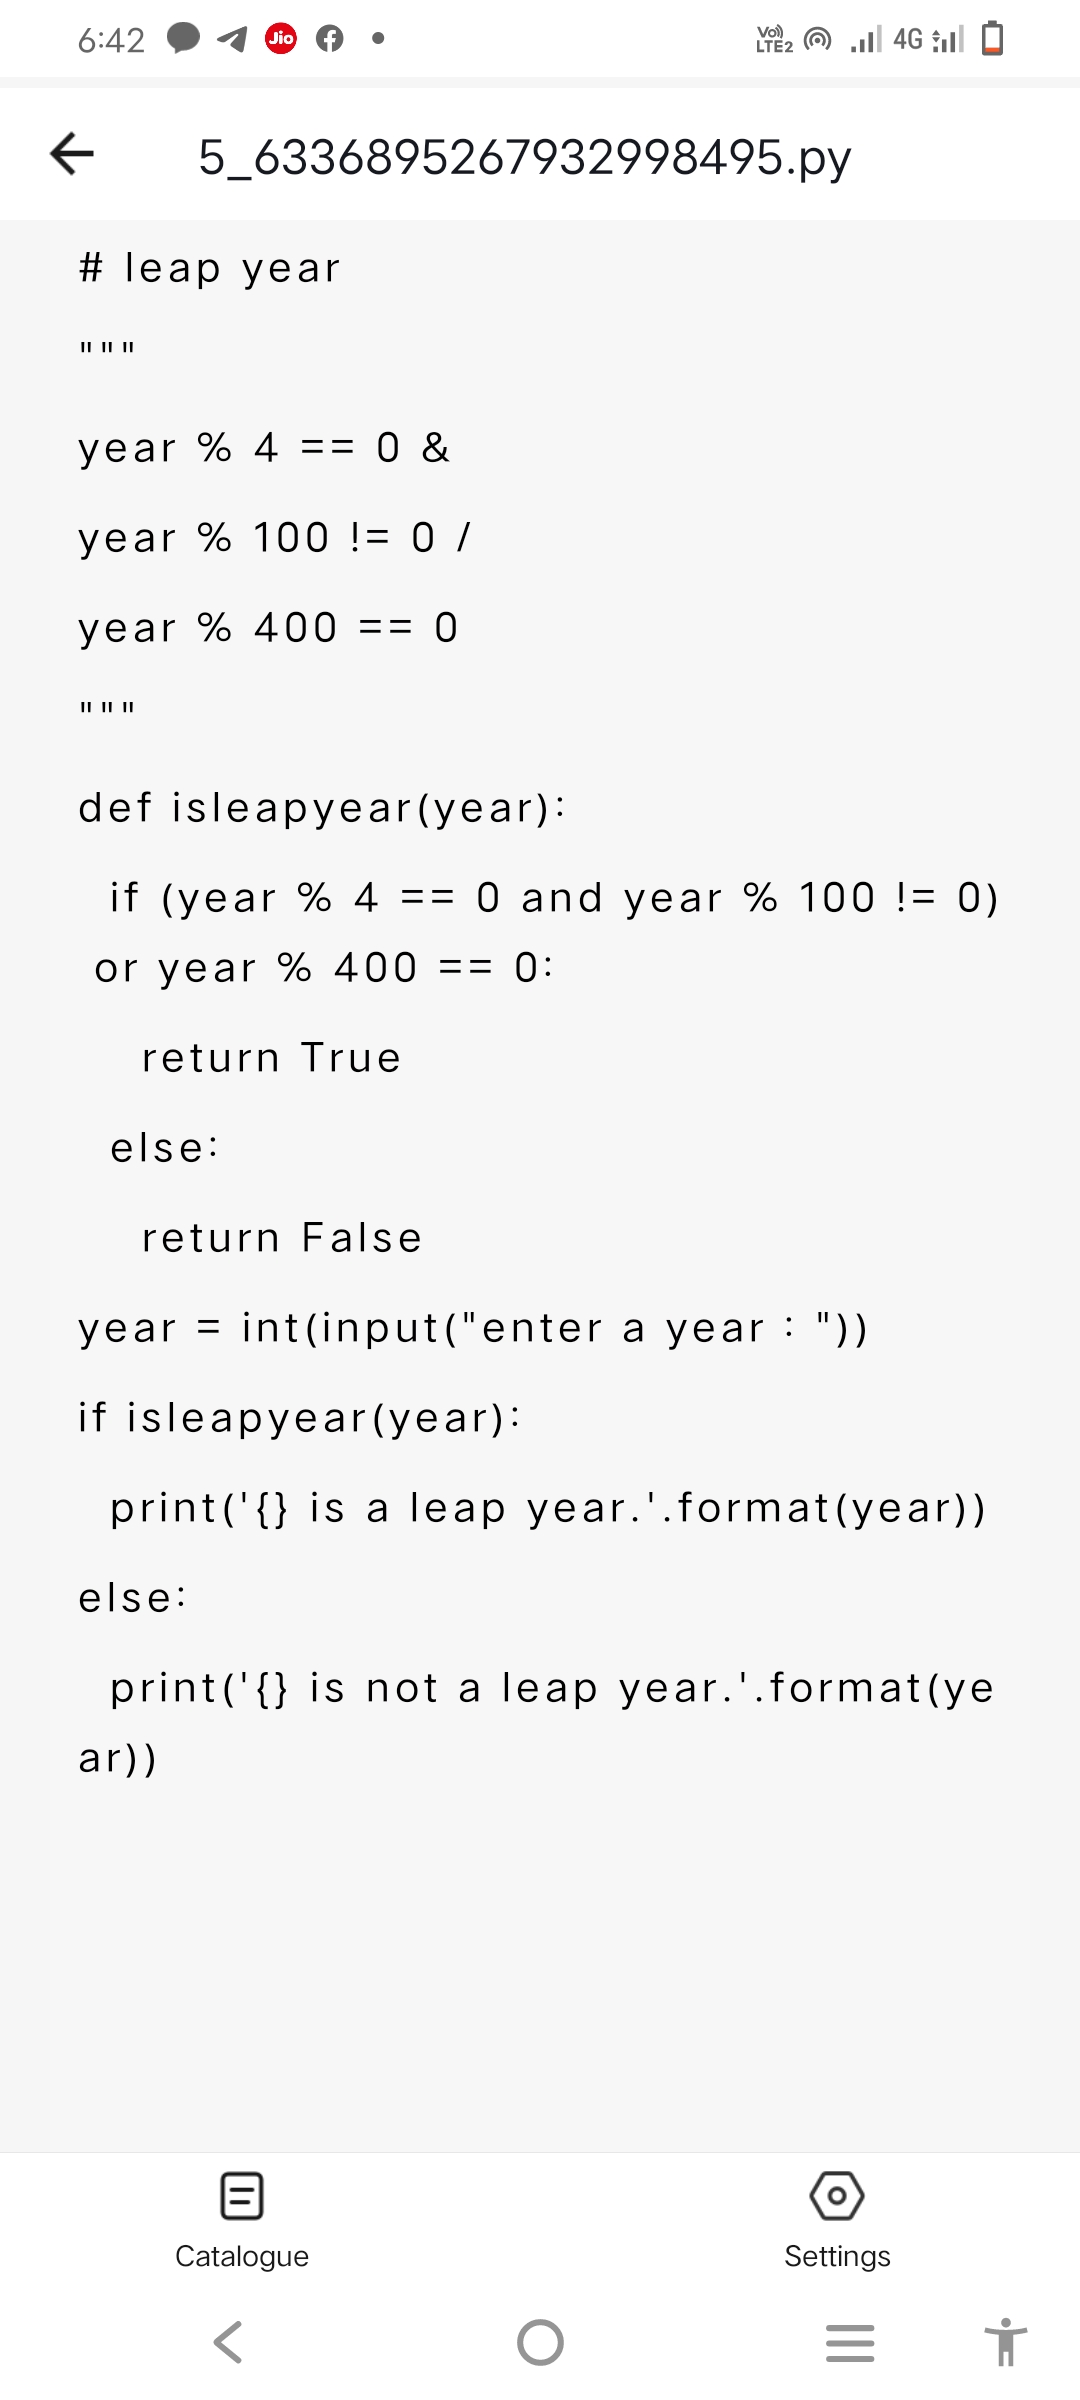 6:42 Jio Vo)) LTE2 4G
5_6336895267932998495.py
# leap year
"""
year % 4 == 0 &
year % 100 != 0 /
year % 400 == 0
"""
def isleapyear(year):
if (year % 4 == 0 and year % 100 != 0)
or year % 400 == 0:
return True
else:
return False
year = int(input("enter a year : "))
if isleapyear(year):
print('{} is a leap year.'.format(year))
else:
print('{} is not a leap year.'.format(ye
ar))
Catalogue Settings